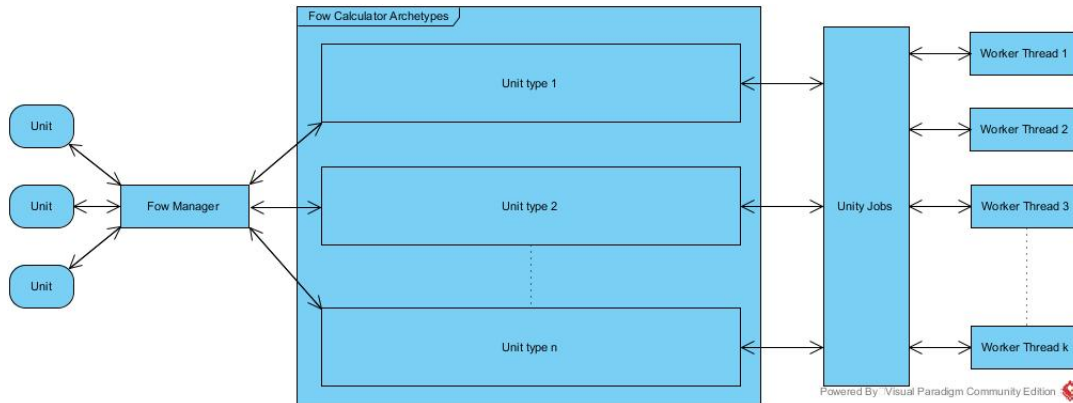 Fow Calculator Archetypes
Unit type 1
Worker Thread 1
Unit
Worker Thread 2
Unit
Fow Manager
Unit type 2
Unity Jobs
Worker Thread 3
Unit
Unit type n
Worker Thread k
Powered By Visual Paradigm Community Edition